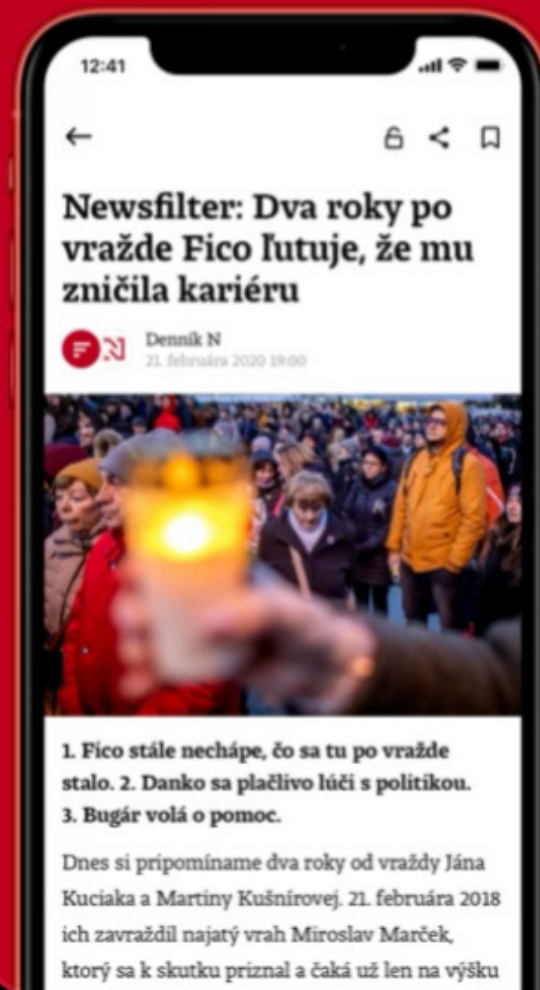 12:41
Newsfilter: Dva roky po
vražde Fico ľutuje, že mu
zničila kariéru
Denník N
21. februára 2020 19:00
1. Fico stále nechápe, čo sa tu po vražde
stalo. 2. Danko sa plačlivo lúči s politikou.
3. Bugár volá o pomoc.
Dnes si pripomíname dva roky od vraždy Jána
Kuciaka a Martiny Kušnírovej. 21. februára 2018
ich zavraždil najatý vrah Miroslav Marček,
ktorý sa k skutku priznal a čaká už len na výšku